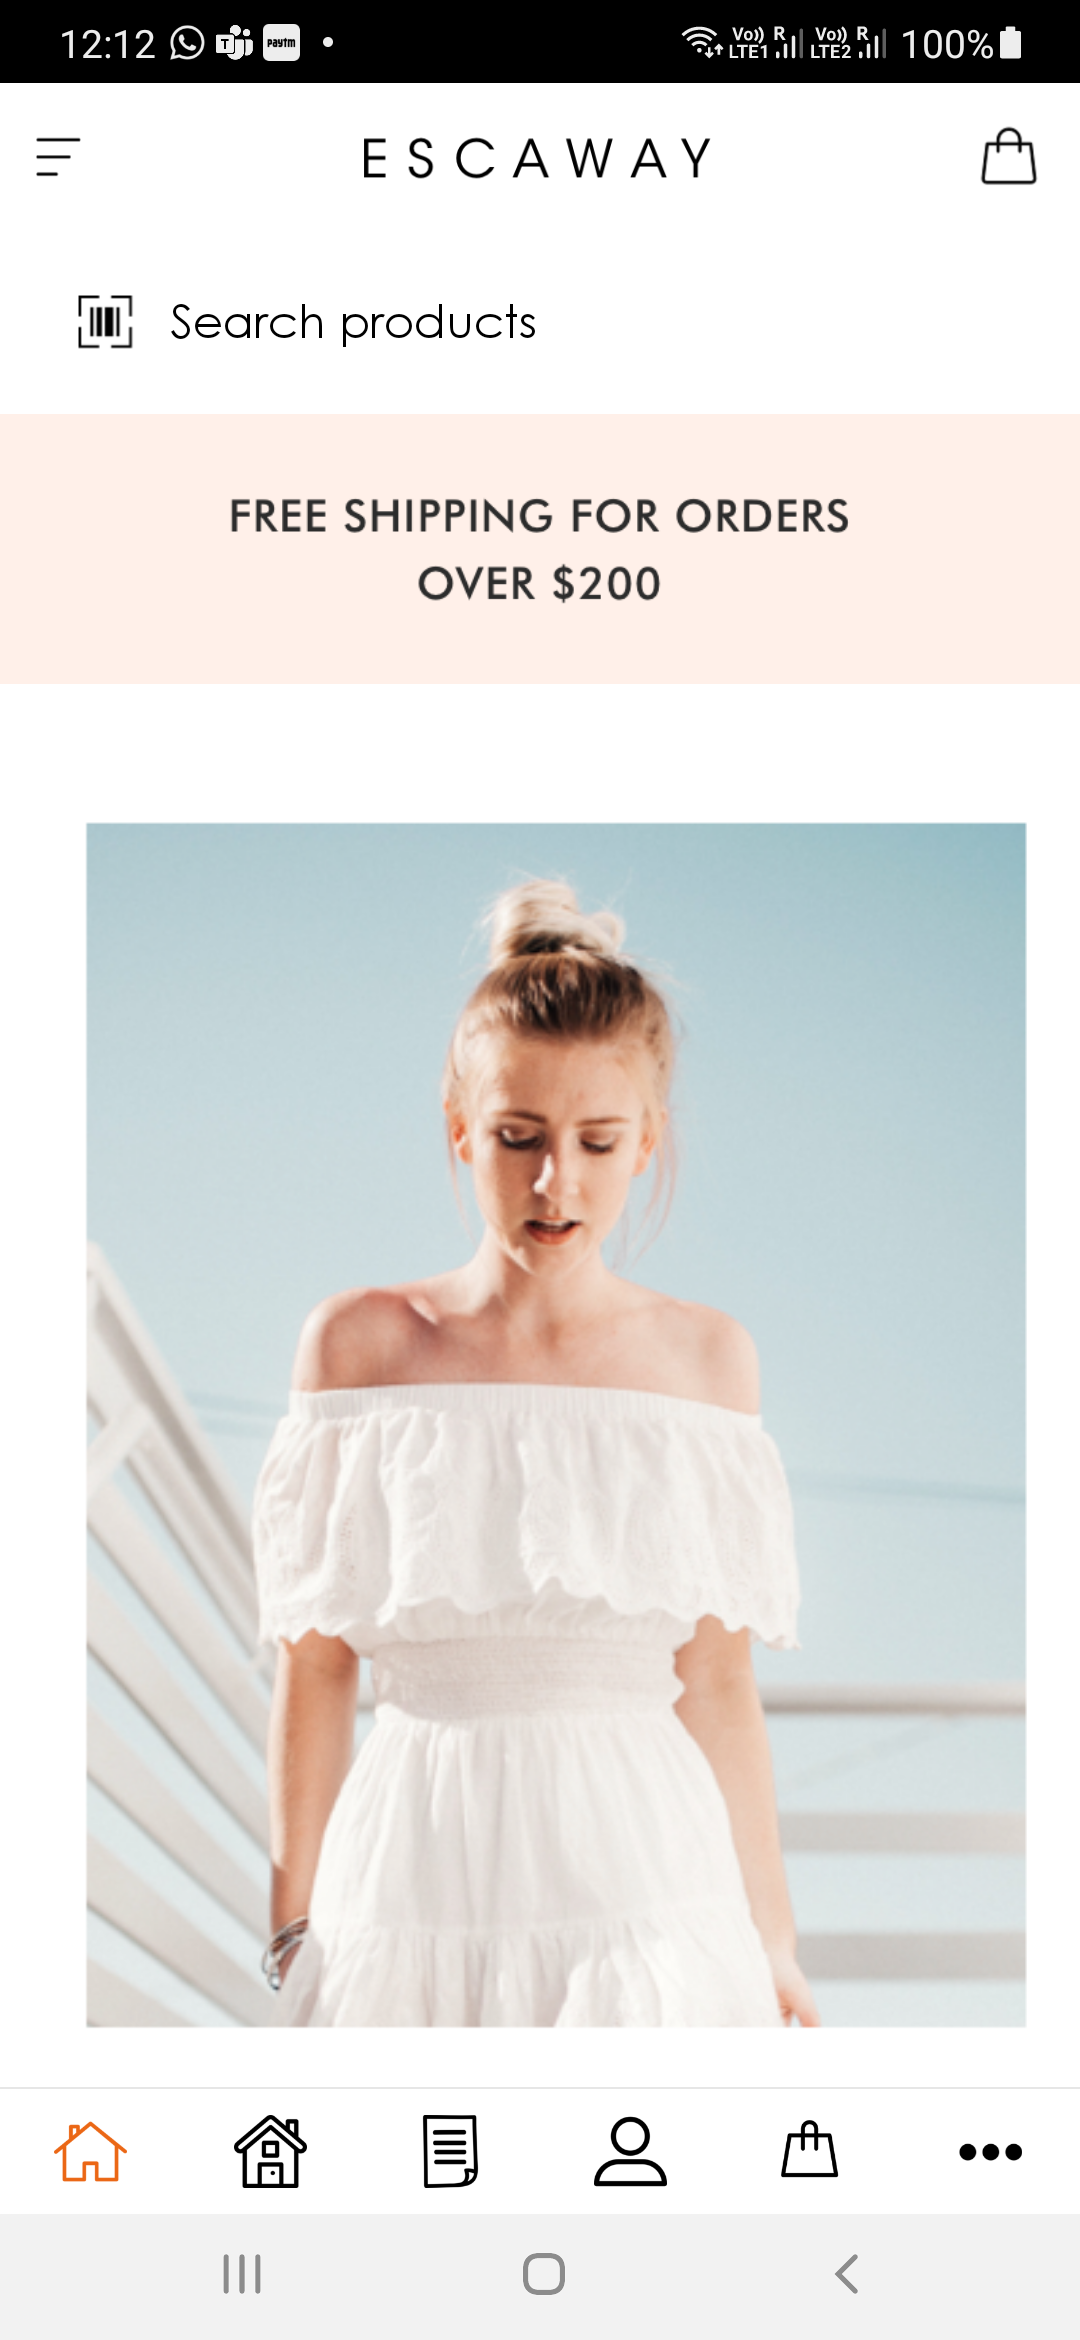 12:12 Paytm Vo)) R LTE1 Vo)) R LTE2 100%
ESCAWAY
Search products
FREE SHIPPING FOR ORDERS
OVER $200